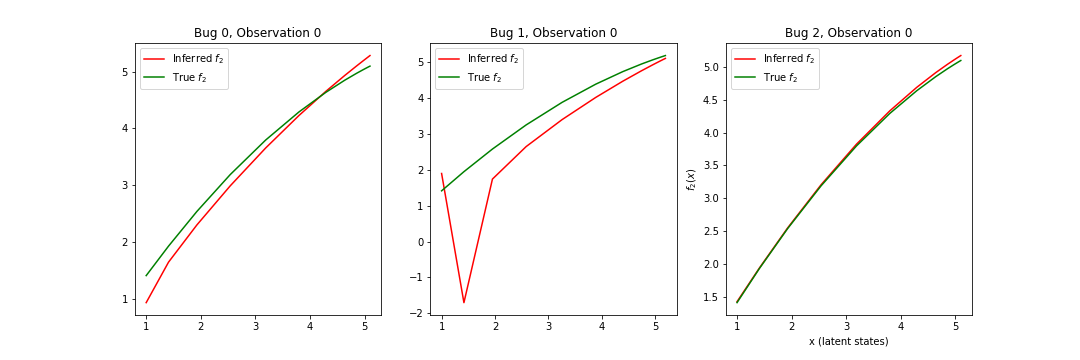 Bug 0, Observation 0
Inferred f₂
True f₂
5
4
3
2
1
1 2 3 4 5
Bug 1, Observation 0
Inferred f₂
True f₂
5
4
3
2
1
0
−1
−2
1 2 3 4 5
Bug 2, Observation 0
Inferred f₂
True f₂
f₂(x)
5.0
4.5
4.0
3.5
3.0
2.5
2.0
1.5
1 2 3 4 5
x (latent states)